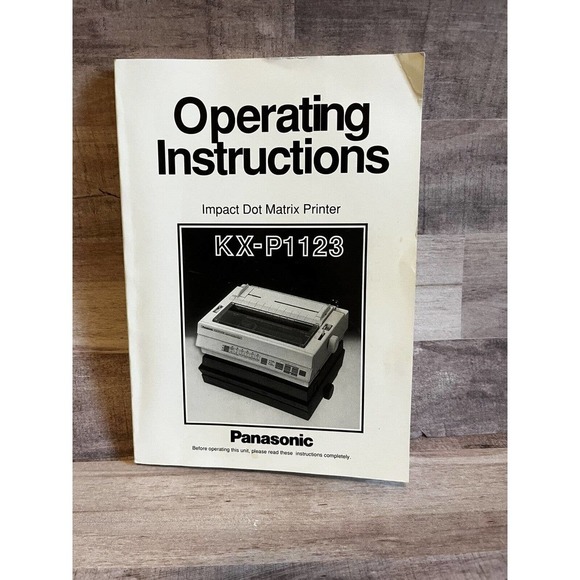 Operating
Instructions
Impact Dot Matrix Printer
KX-P1123
Panasonic
Before operating this unit, please read these instructions completely.